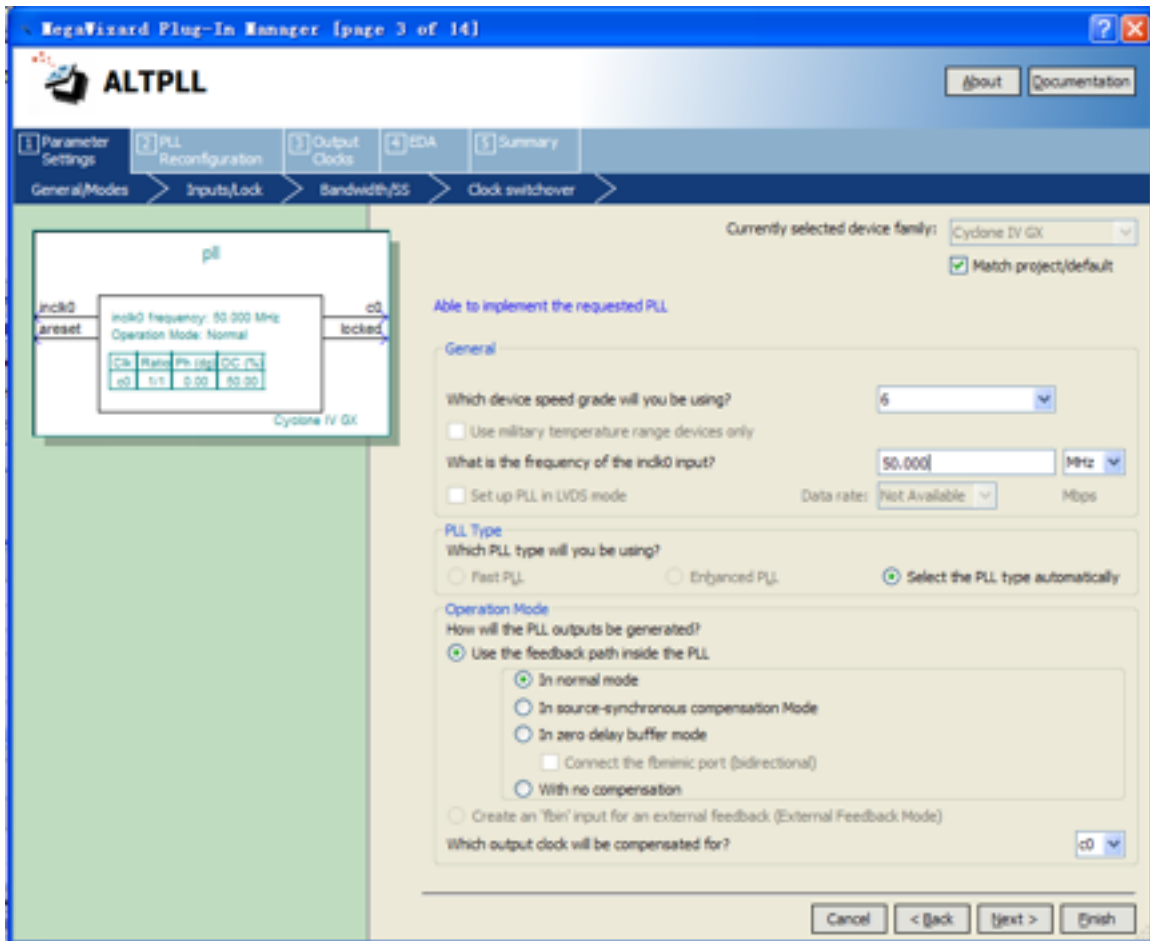 MegaWizard Plug-In Manager [page 3 of 14]
ALTPLL
About
Documentation
1 Parameter Settings
2 PLL Reconfiguration
3 Output Clocks
4 EDA
5 Summary
General/Modes
Inputs/Lock
Bandwidth/SS
Clock switchover
pll
inclk0
areset
inclk0 frequency: 50.000 MHz
Operation Mode: Normal
Clk Ratio Ph (dg) DC (%)
c0 1/1 0.00 50.00
c0
locked
Cyclone IV GX
Currently selected device family: Cyclone IV GX
Match project/default
Able to implement the requested PLL
General
Which device speed grade will you be using? 6
Use military temperature range devices only
What is the frequency of the inclk0 input? 50.000 MHz
Set up PLL in LVDS mode Data rate: Not Available Mbps
PLL Type
Which PLL type will you be using?
Fast PLL Enhanced PLL Select the PLL type automatically
Operation Mode
How will the PLL outputs be generated?
Use the feedback path inside the PLL
In normal mode
In source-synchronous compensation Mode
In zero delay buffer mode
Connect the fbmimic port (bidirectional)
With no compensation
Create an 'fbin' input for an external feedback (External Feedback Mode)
Which output clock will be compensated for? c0
Cancel < Back Next > Finish